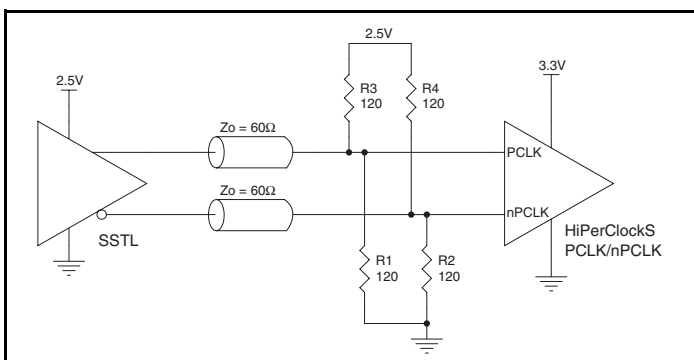 2.5V
2.5V
3.3V
R3
120
R4
120
Zo = 60Ω
PCLK
Zo = 60Ω
nPCLK
SSTL
HiPerClockS
PCLK/nPCLK
R1
120
R2
120